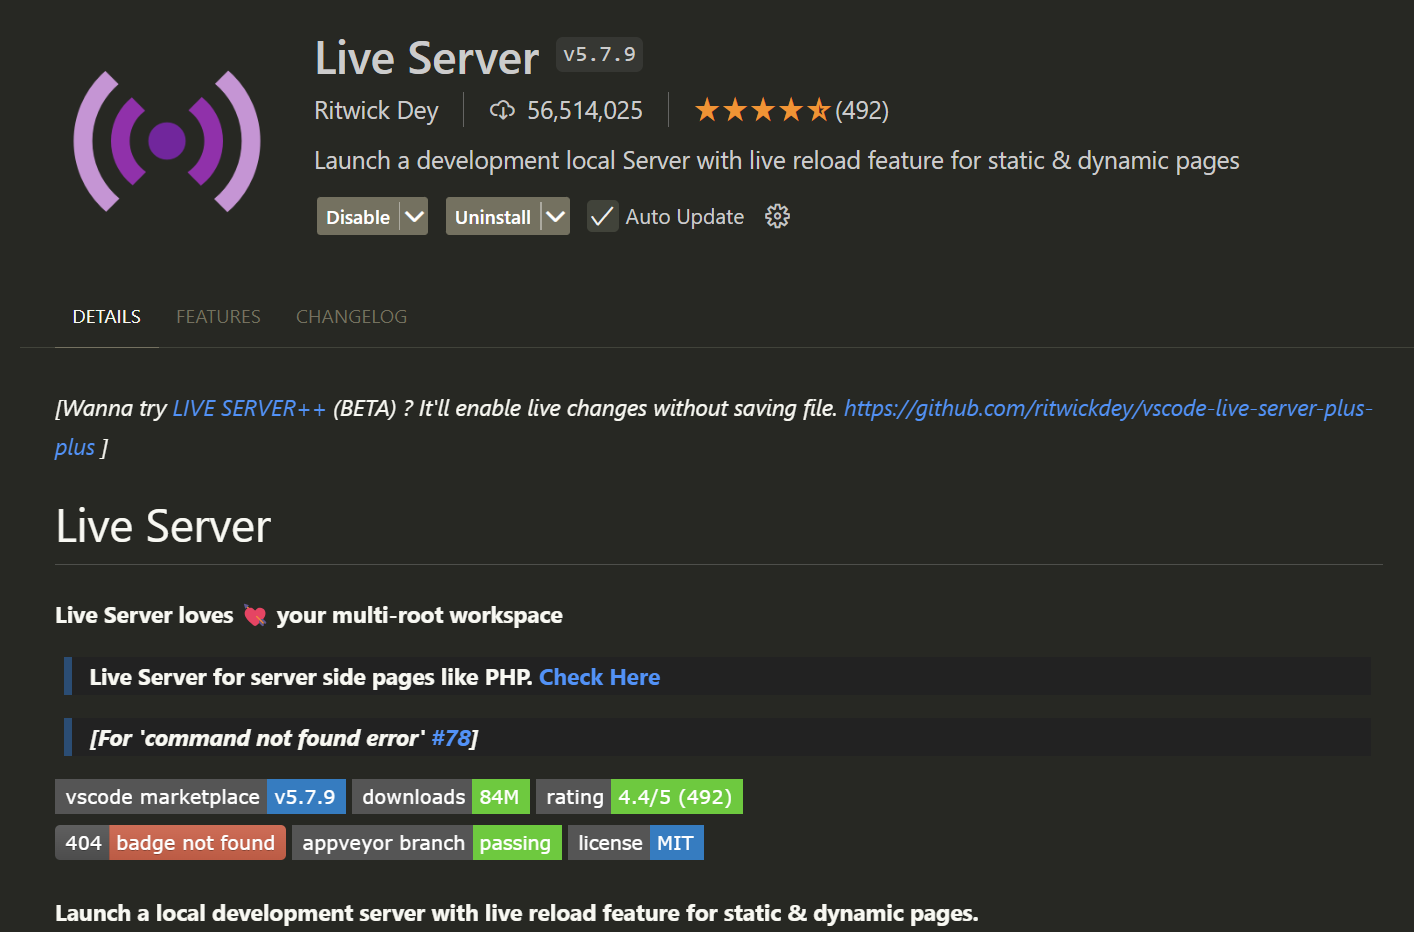 Live Server v5.7.9
Ritwick Dey 56,514,025 (492)
Launch a development local Server with live reload feature for static & dynamic pages
Disable Uninstall Auto Update
DETAILS FEATURES CHANGELOG
[Wanna try LIVE SERVER++ (BETA) ? It'll enable live changes without saving file. https://github.com/ritwickdey/vscode-live-server-plus-
plus ]
Live Server
Live Server loves 💘 your multi-root workspace
Live Server for server side pages like PHP. Check Here
[For 'command not found error' #78]
vscode marketplace v5.7.9 downloads 84M rating 4.4/5 (492)
404 badge not found appveyor branch passing license MIT
Launch a local development server with live reload feature for static & dynamic pages.